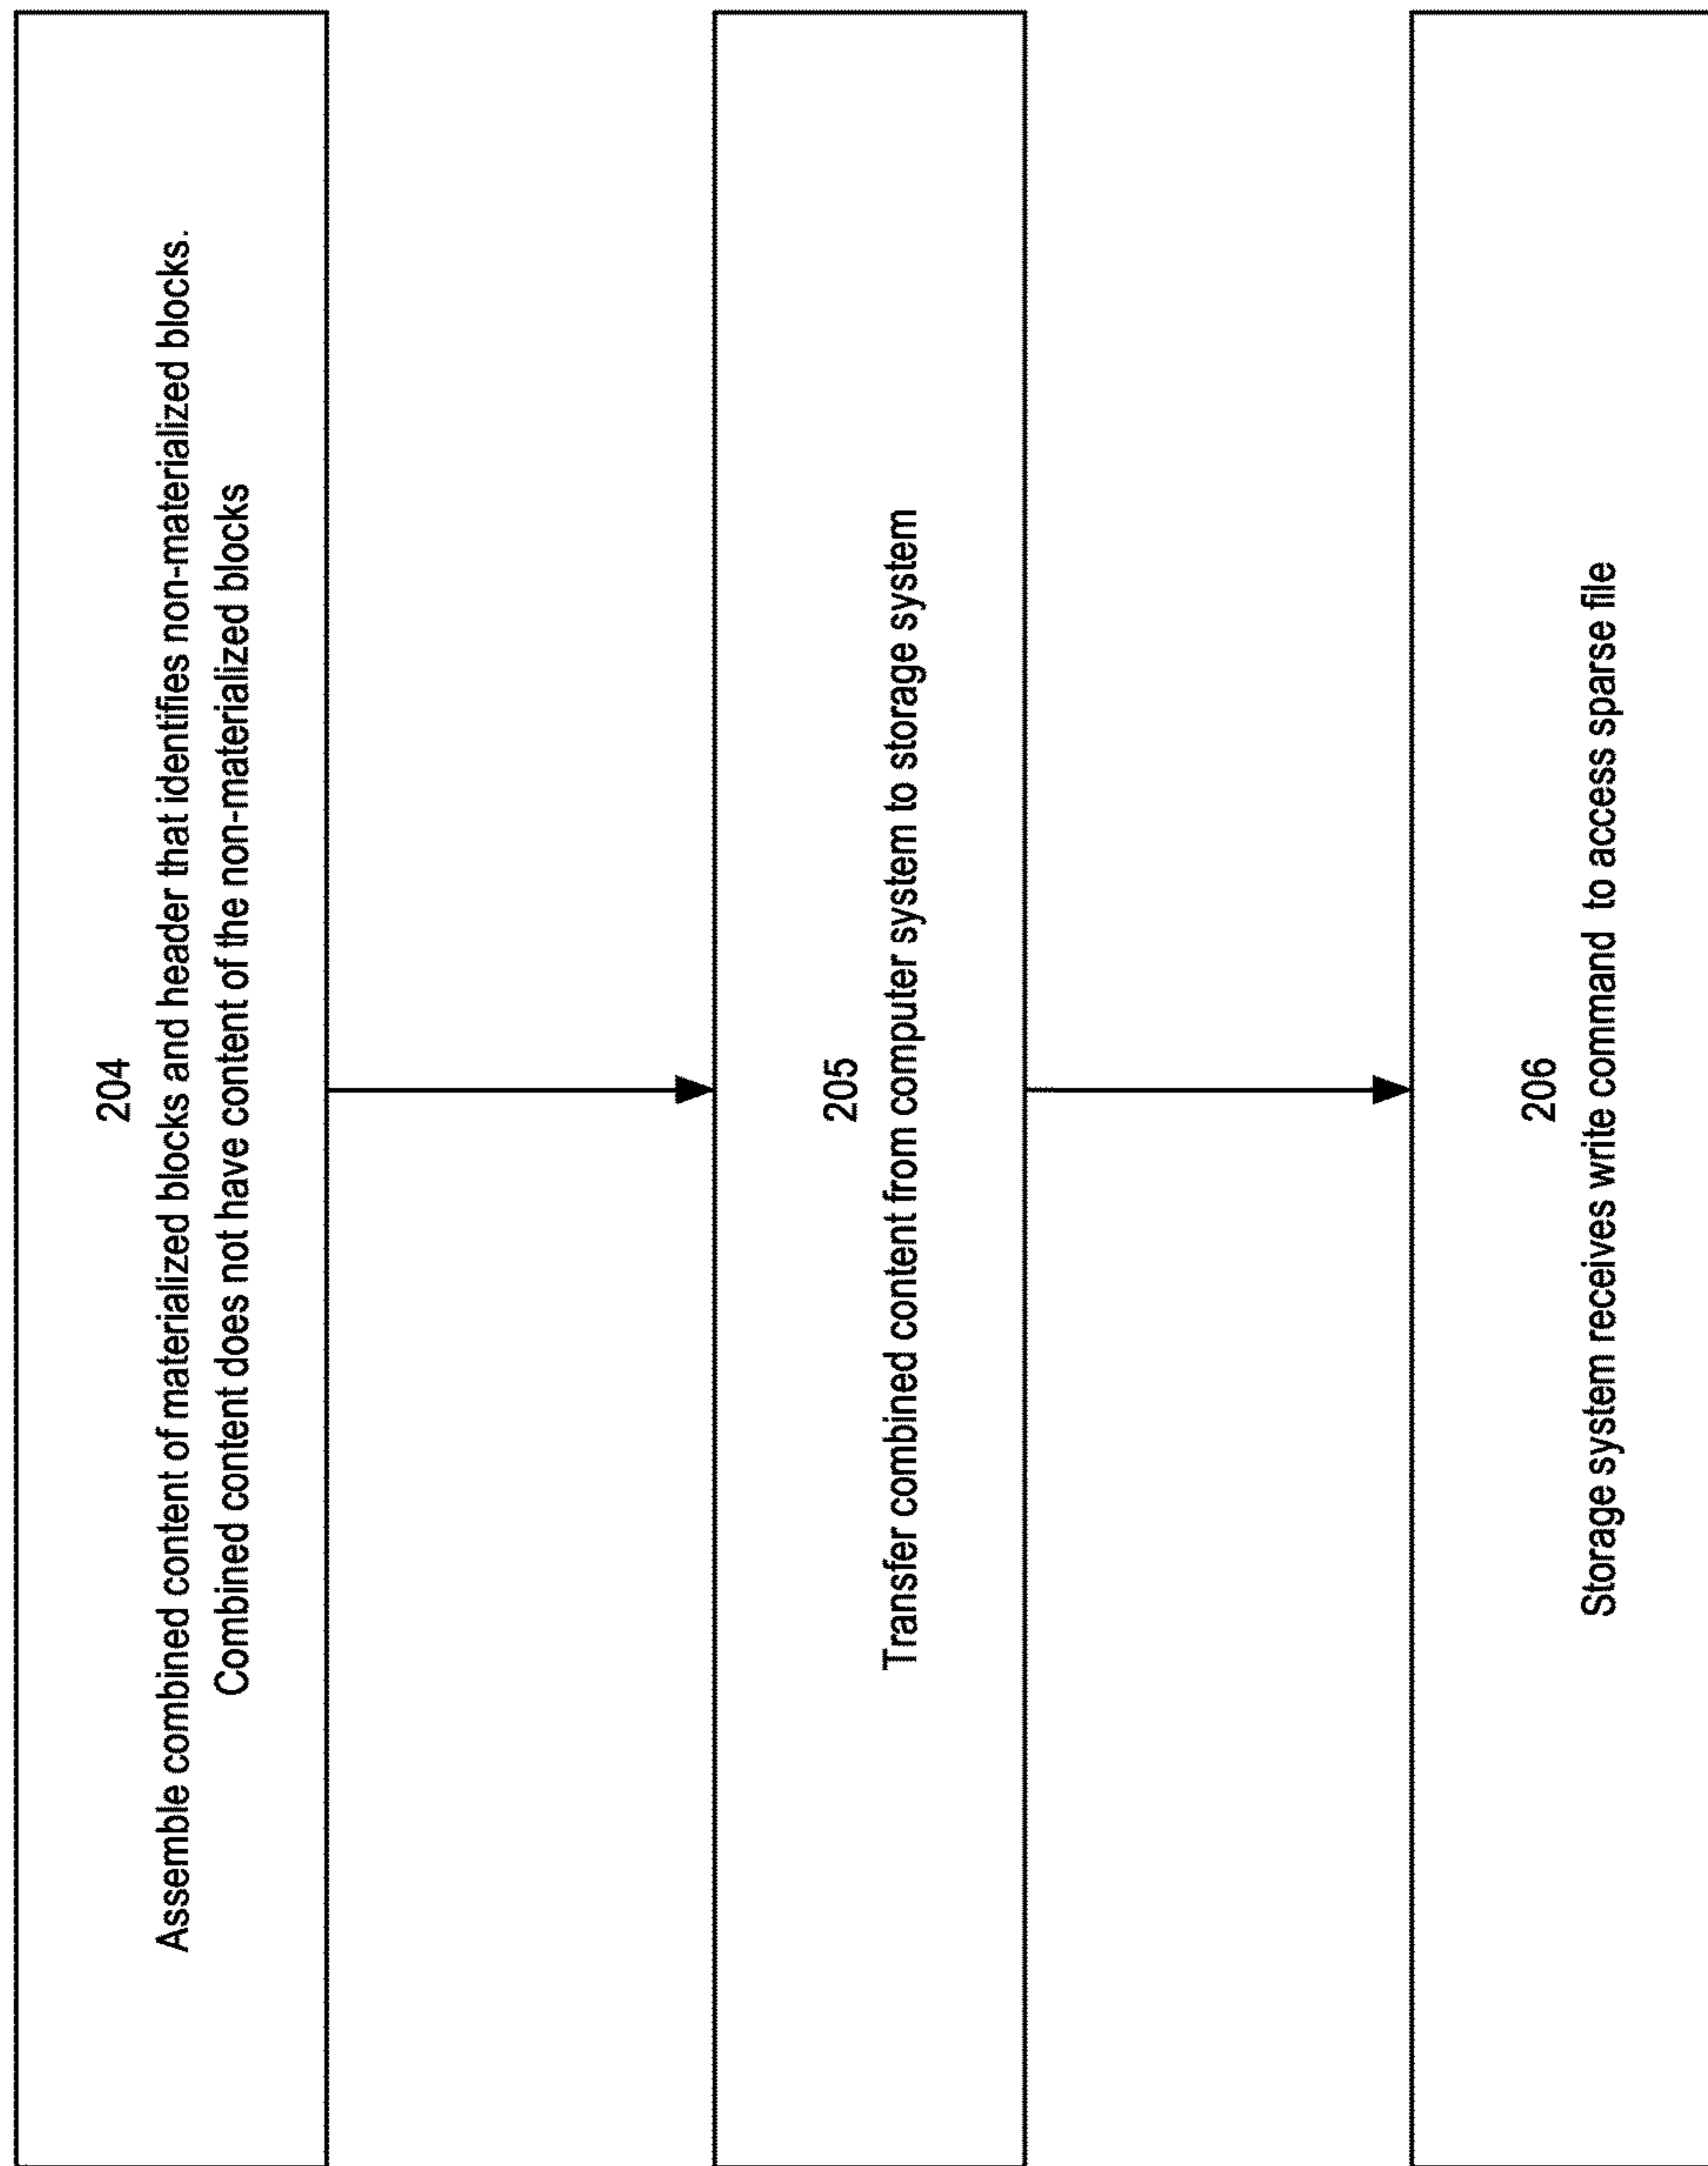 204
Assemble combined content of materialized blocks and header that identifies non-materialized blocks.
Combined content does not have content of the non-materialized blocks
205
Transfer combined content from computer system to storage system
206
Storage system receives write command to access sparse file